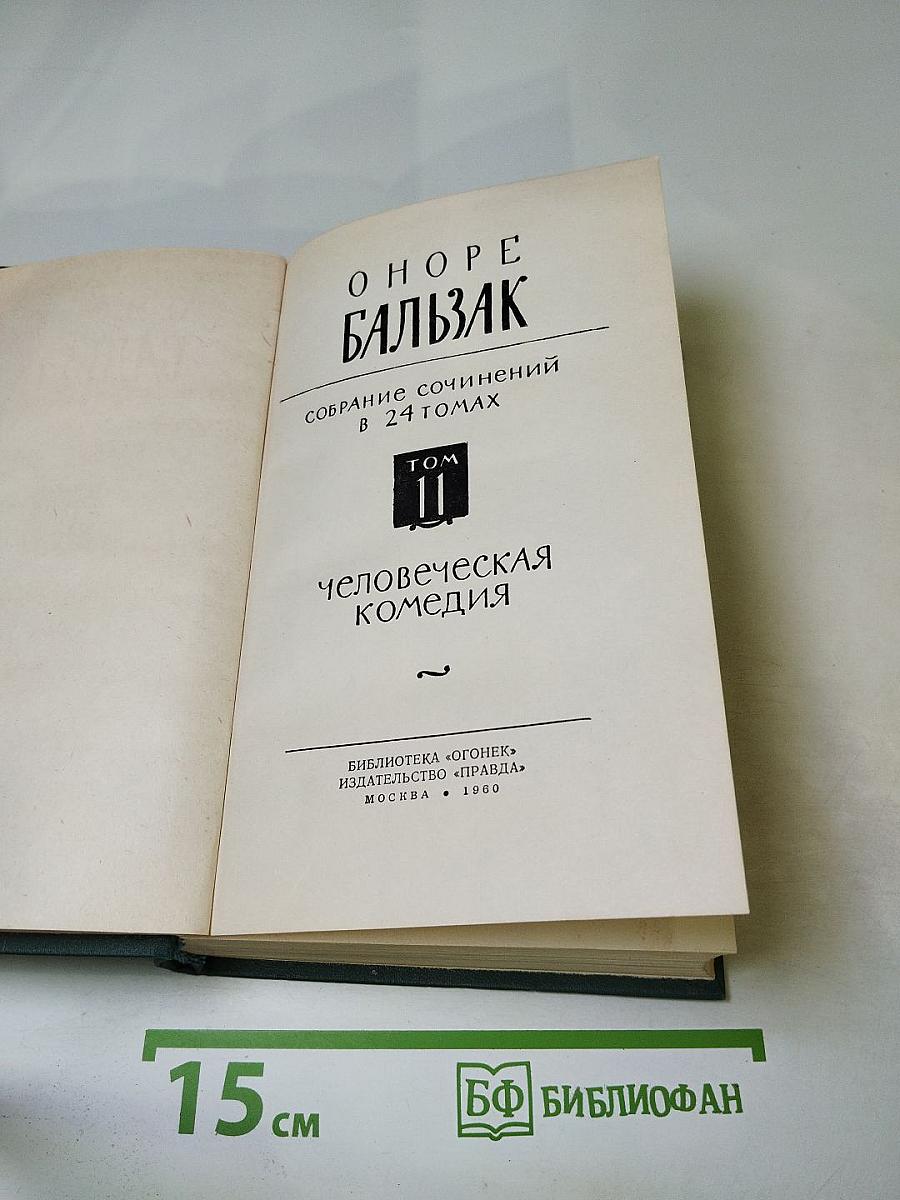 ОНОРЕ
БАЛЬЗАК
СОБРАНИЕ СОЧИНЕНИЙ
В 24 ТОМАХ
ТОМ
11
ЧЕЛОВЕЧЕСКАЯ
КОМЕДИЯ
~
БИБЛИОТЕКА «ОГОНЕК»
ИЗДАТЕЛЬСТВО «ПРАВДА»
МОСКВА • 1960
15 см
БФ БИБЛИОФАН